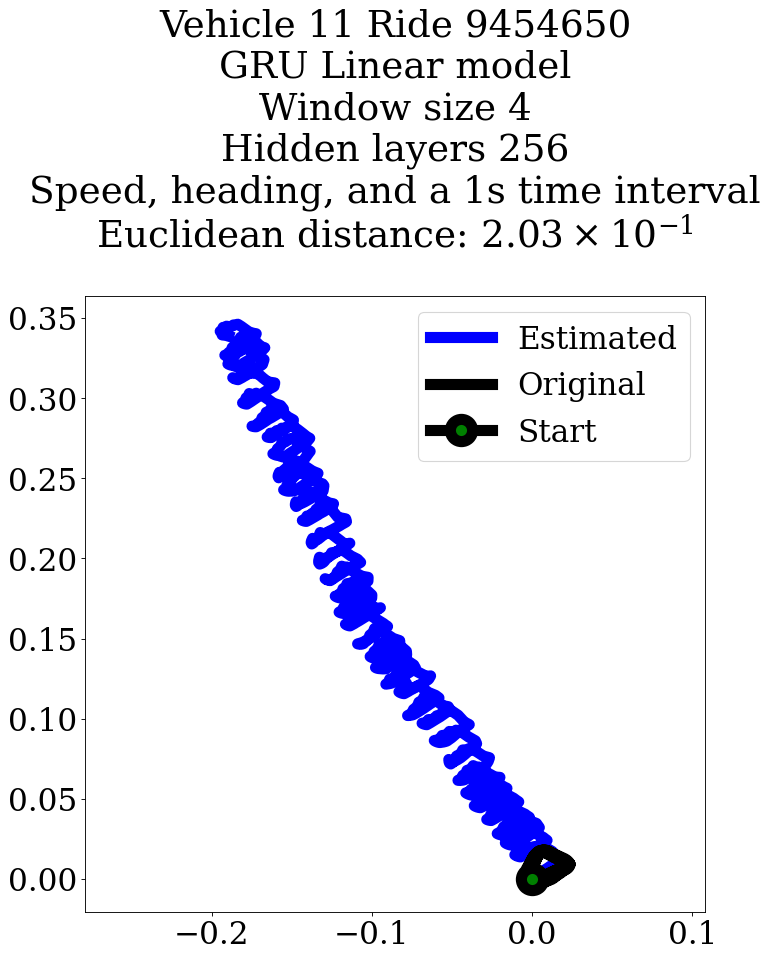 Vehicle 11 Ride 9454650
GRU Linear model
Window size 4
Hidden layers 256
Speed, heading, and a 1s time interval
Euclidean distance: 2.03 × 10⁻¹
0.35
0.30
0.25
0.20
0.15
0.10
0.05
0.00
Estimated
Original
Start
−0.2 −0.1 0.0 0.1